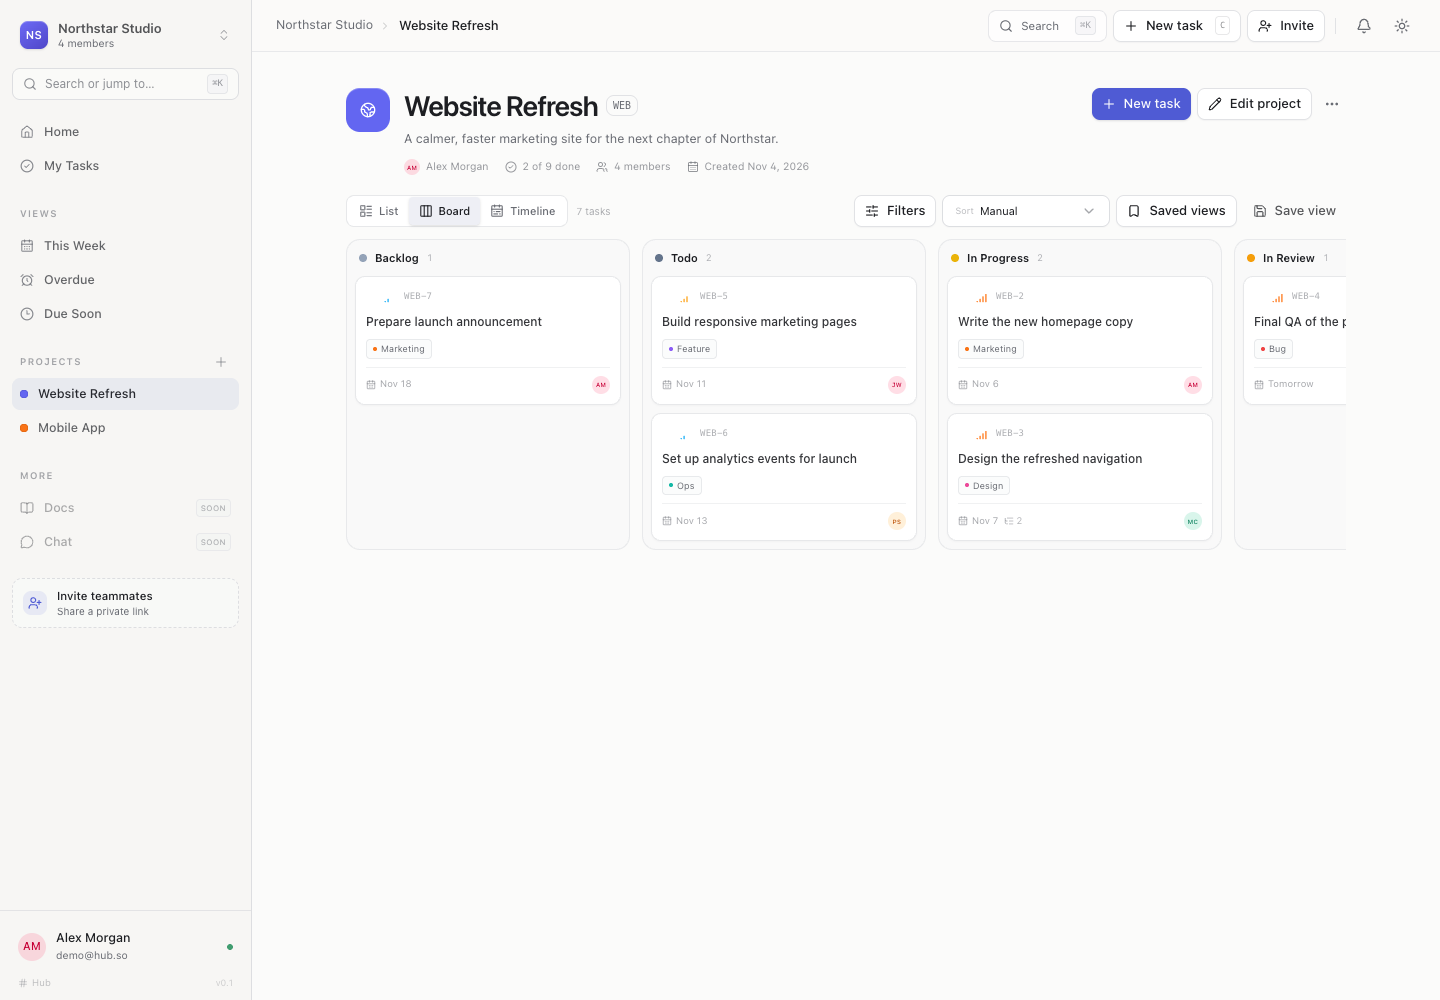 NS
Northstar Studio
4 members
Search or jump to...
⌘K
Home
My Tasks
VIEWS
This Week
Overdue
Due Soon
PROJECTS
Website Refresh
Mobile App
MORE
Docs
SOON
Chat
SOON
Invite teammates
Share a private link
AM
Alex Morgan
demo@hub.so
Hub
v0.1
Northstar Studio
Website Refresh
Search
⌘K
New task
C
Invite
Website Refresh
WEB
A calmer, faster marketing site for the next chapter of Northstar.
AM Alex Morgan
2 of 9 done
4 members
Created Nov 4, 2026
New task
Edit project
List
Board
Timeline
7 tasks
Filters
Sort Manual
Saved views
Save view
Backlog 1
WEB-7
Prepare launch announcement
Marketing
Nov 18
AM
Todo 2
WEB-5
Build responsive marketing pages
Feature
Nov 11
JW
WEB-6
Set up analytics events for launch
Ops
Nov 13
PS
In Progress 2
WEB-2
Write the new homepage copy
Marketing
Nov 6
AM
WEB-3
Design the refreshed navigation
Design
Nov 7
2
MC
In Review 1
WEB-4
Final QA of the p
Bug
Tomorrow